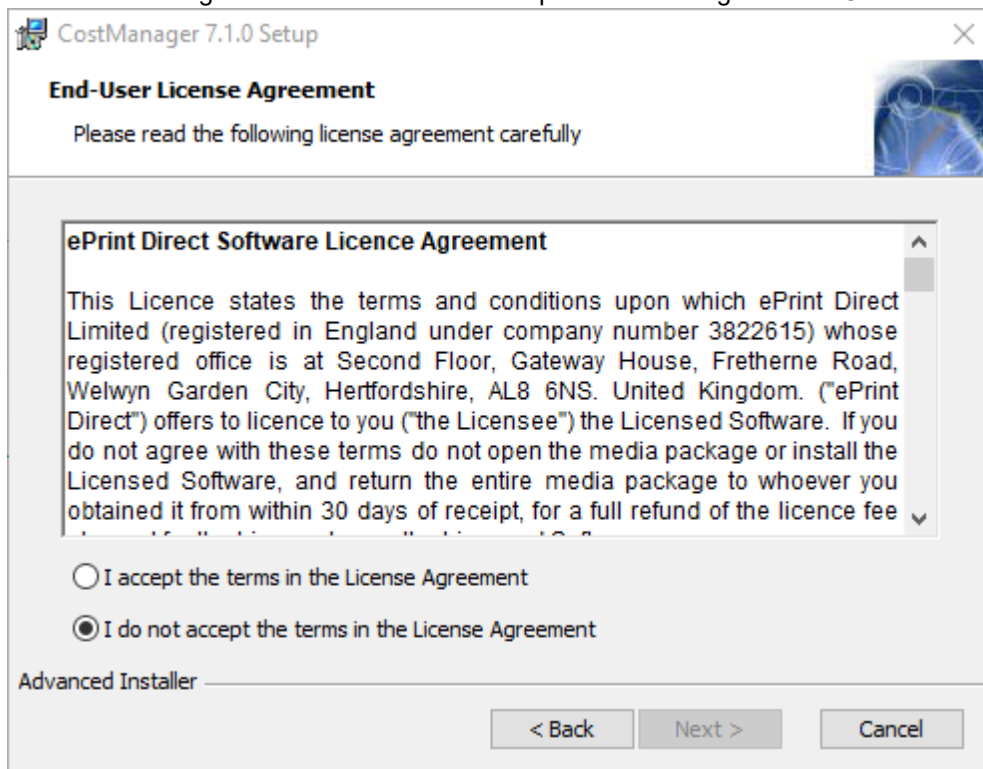 CostManager 7.1.0 Setup
End-User License Agreement
Please read the following license agreement carefully
ePrint Direct Software Licence Agreement
This Licence states the terms and conditions upon which ePrint Direct
Limited (registered in England under company number 3822615) whose
registered office is at Second Floor, Gateway House, Fretherne Road,
Welwyn Garden City, Hertfordshire, AL8 6NS. United Kingdom. ("ePrint
Direct") offers to licence to you ("the Licensee") the Licensed Software. If you
do not agree with these terms do not open the media package or install the
Licensed Software, and return the entire media package to whoever you
obtained it from within 30 days of receipt, for a full refund of the licence fee
I accept the terms in the License Agreement
I do not accept the terms in the License Agreement
Advanced Installer
< Back
Next >
Cancel